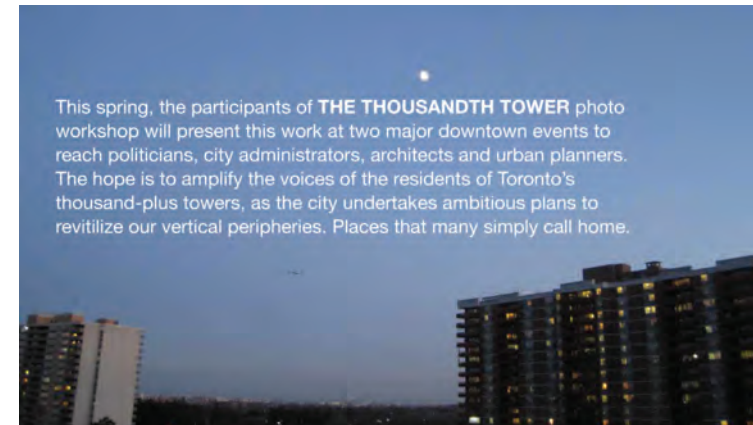 This spring, the participants of THE THOUSANDTH TOWER photo
workshop will present this work at two major downtown events to
reach politicians, city administrators, architects and urban planners.
The hope is to amplify the voices of the residents of Toronto's
thousand-plus towers, as the city undertakes ambitious plans to
revitilize our vertical peripheries. Places that many simply call home.